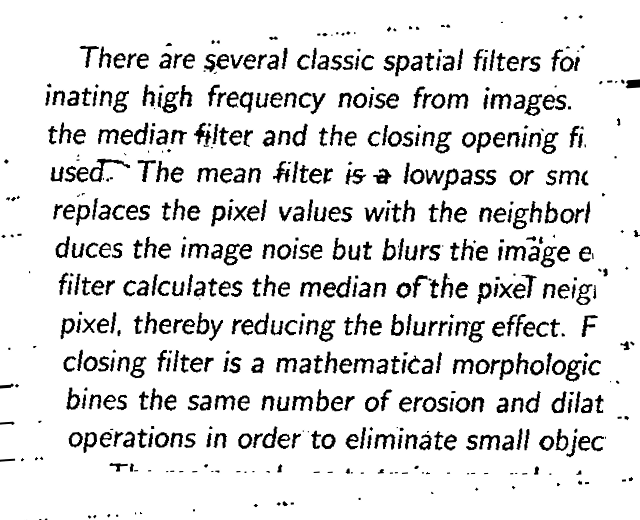 There are several classic spatial filters for
inating high frequency noise from images.
the median filter and the closing opening fi
used. The mean filter is a lowpass or smo
replaces the pixel values with the neighbor
duces the image noise but blurs the image e
filter calculates the median of the pixel neig
pixel, thereby reducing the blurring effect. F
closing filter is a mathematical morphologic
bines the same number of erosion and dilat
operations in order to eliminate small objec